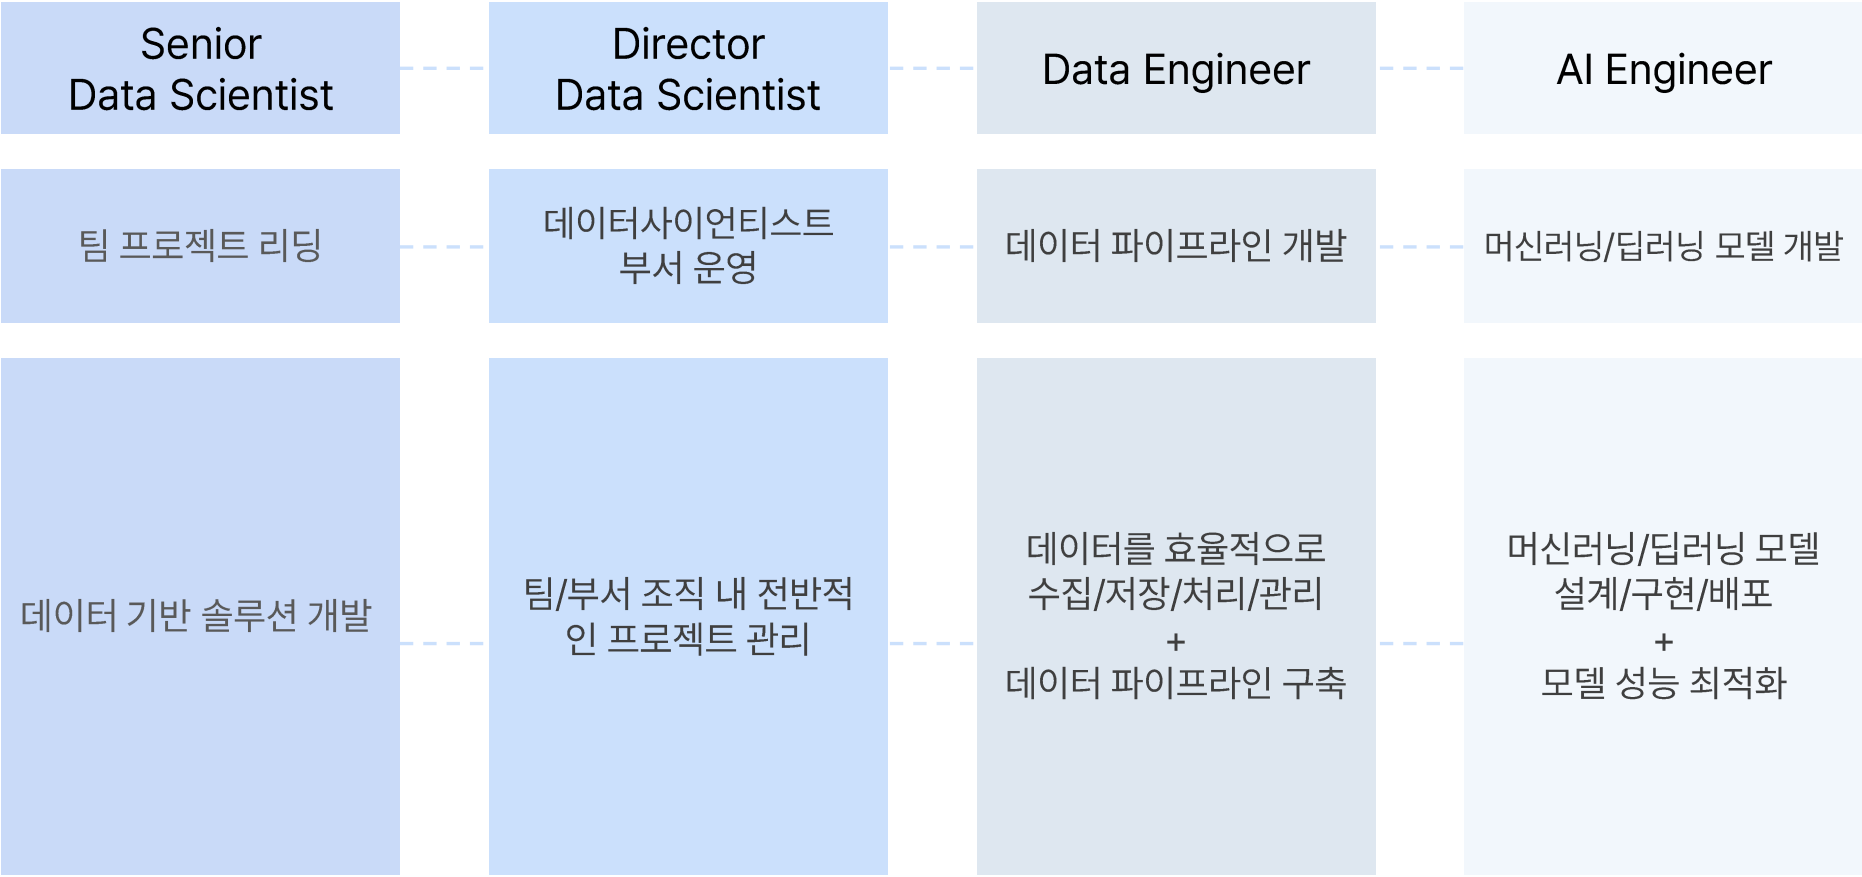 Senior
Data Scientist
Director
Data Scientist
Data Engineer
AI Engineer
팀 프로젝트 리딩
데이터사이언티스트
부서 운영
데이터 파이프라인 개발
머신러닝/딥러닝 모델 개발
데이터 기반 솔루션 개발
팀/부서 조직 내 전반적
인 프로젝트 관리
데이터를 효율적으로
수집/저장/처리/관리
+
데이터 파이프라인 구축
머신러닝/딥러닝 모델
설계/구현/배포
+
모델 성능 최적화